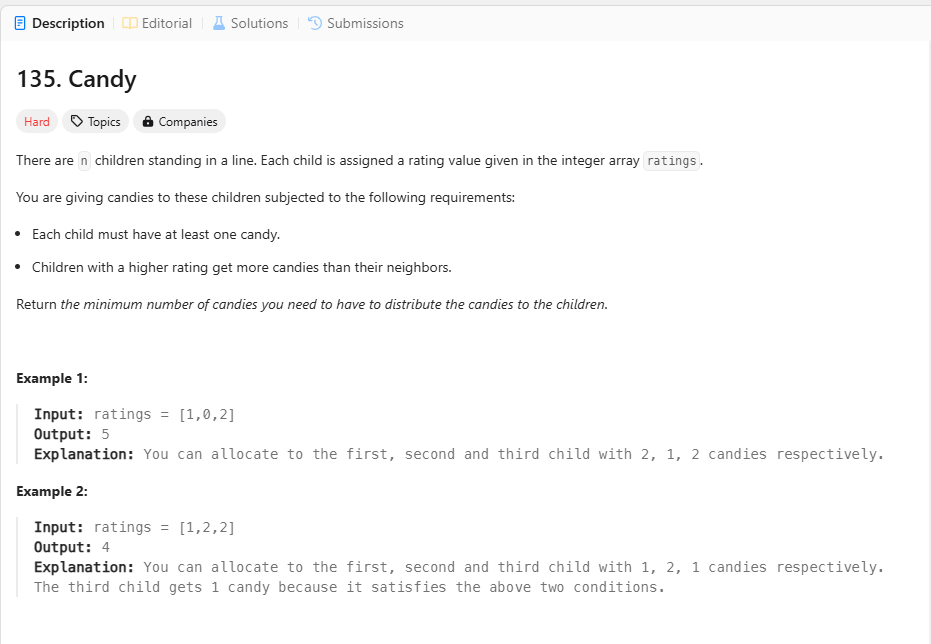 Description Editorial Solutions Submissions
135. Candy
Hard Topics Companies
There are n children standing in a line. Each child is assigned a rating value given in the integer array ratings.
You are giving candies to these children subjected to the following requirements:
• Each child must have at least one candy.
• Children with a higher rating get more candies than their neighbors.
Return the minimum number of candies you need to have to distribute the candies to the children.
Example 1:
Input: ratings = [1,0,2]
Output: 5
Explanation: You can allocate to the first, second and third child with 2, 1, 2 candies respectively.
Example 2:
Input: ratings = [1,2,2]
Output: 4
Explanation: You can allocate to the first, second and third child with 1, 2, 1 candies respectively.
The third child gets 1 candy because it satisfies the above two conditions.